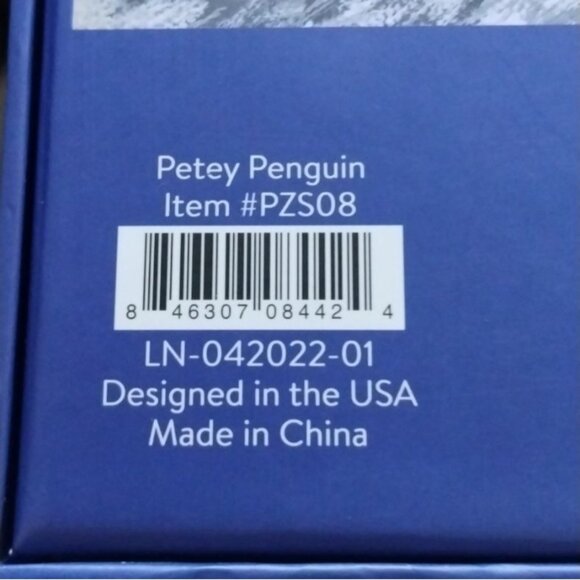 Petey Penguin
Item #PZS08
8 46307 08442 4
LN-042022-01
Designed in the USA
Made in China